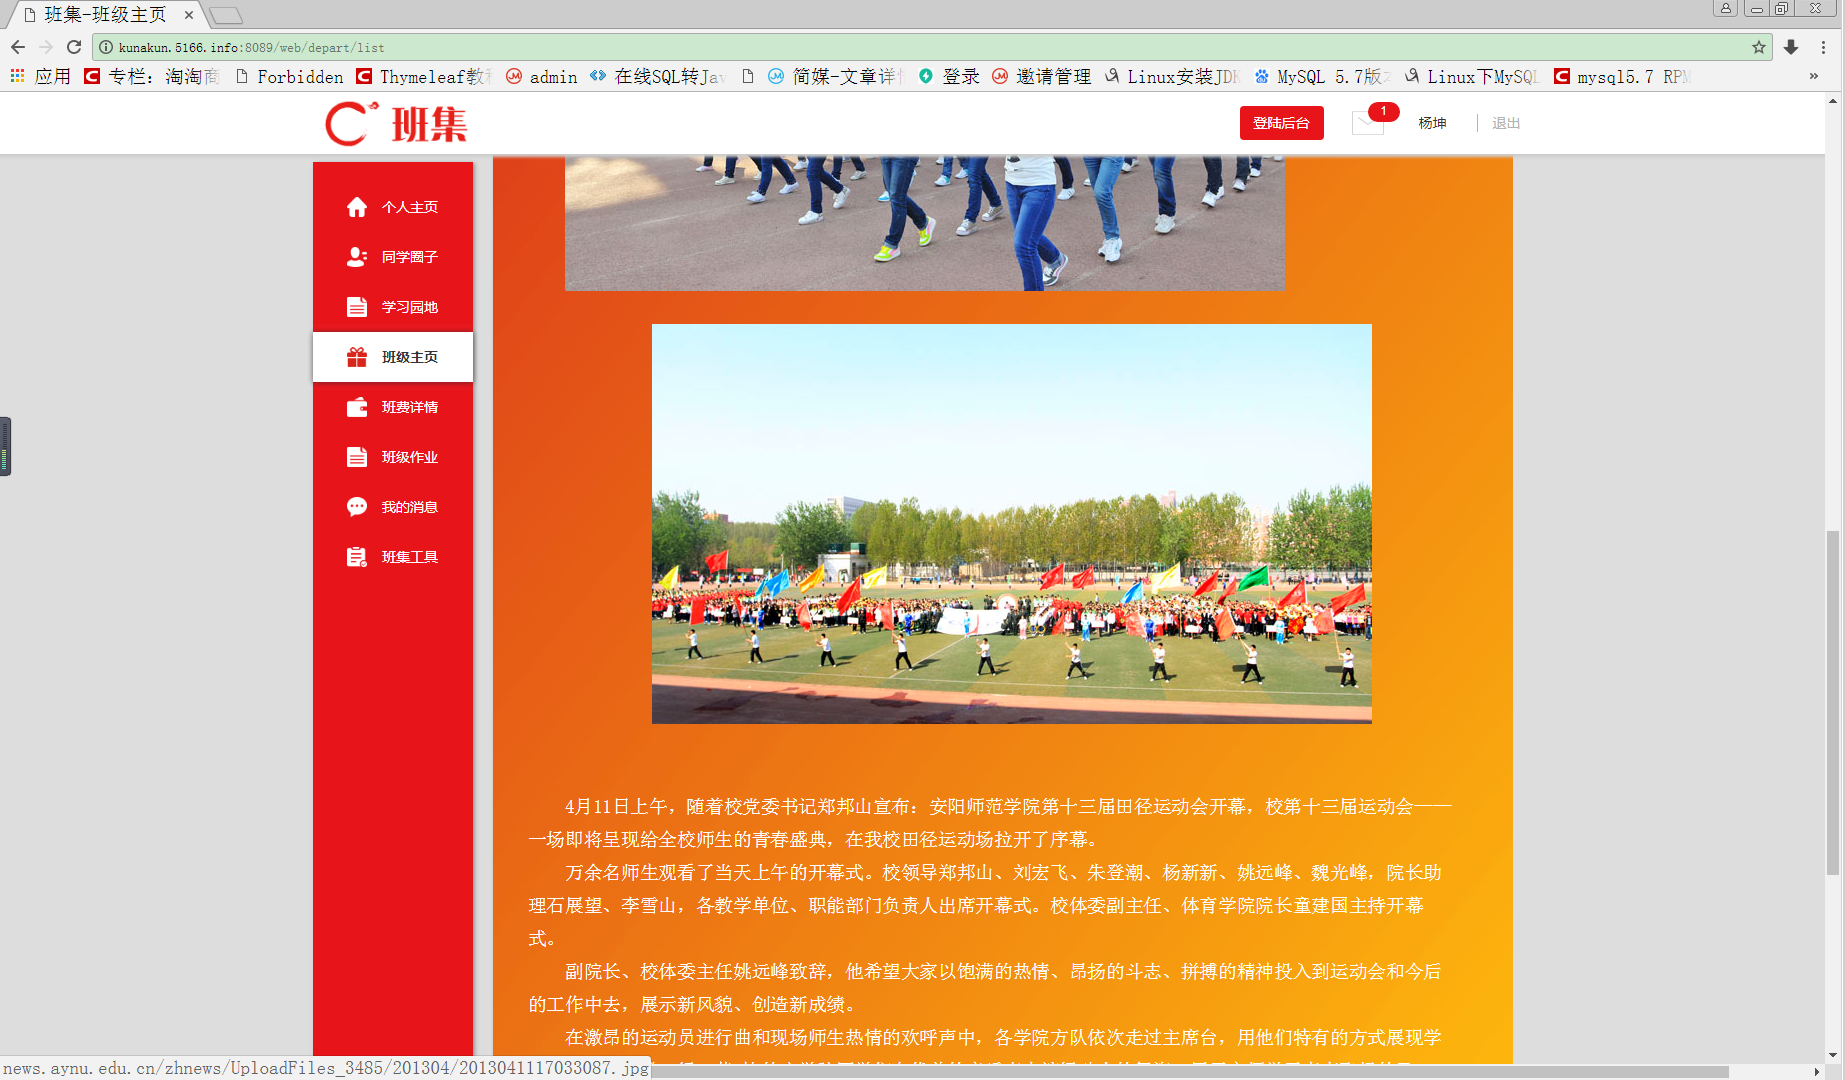 班集-班级主页
kunakun.5166.info:8089/web/depart/list
应用 专栏：淘淘商 Forbidden Thymeleaf教程 admin 在线SQL转Jav 简媒-文章详情 登录 邀请管理 Linux安装JDK MySQL 5.7版本 Linux下MySQL mysql5.7 RPM »
班集
登陆后台 1 杨坤 退出
个人主页
同学圈子
学习园地
班级主页
班费详情
班级作业
我的消息
班集工具
4月11日上午，随着校党委书记郑邦山宣布：安阳师范学院第十三届田径运动会开幕，校第十三届运动会——
一场即将呈现给全校师生的青春盛典，在我校田径运动场拉开了序幕。
万余名师生观看了当天上午的开幕式。校领导郑邦山、刘宏飞、朱登潮、杨新新、姚远峰、魏光峰，院长助
理石展望、李雪山，各教学单位、职能部门负责人出席开幕式。校体委副主任、体育学院院长童建国主持开幕
式。
副院长、校体委主任姚远峰致辞，他希望大家以饱满的热情、昂扬的斗志、拼搏的精神投入到运动会和今后
的工作中去，展示新风貌、创造新成绩。
在激昂的运动员进行曲和现场师生热情的欢呼声中，各学院方队依次走过主席台，用他们特有的方式展现学
news.aynu.edu.cn/zhnews/UploadFiles_3485/201304/2013041117033087.jpg